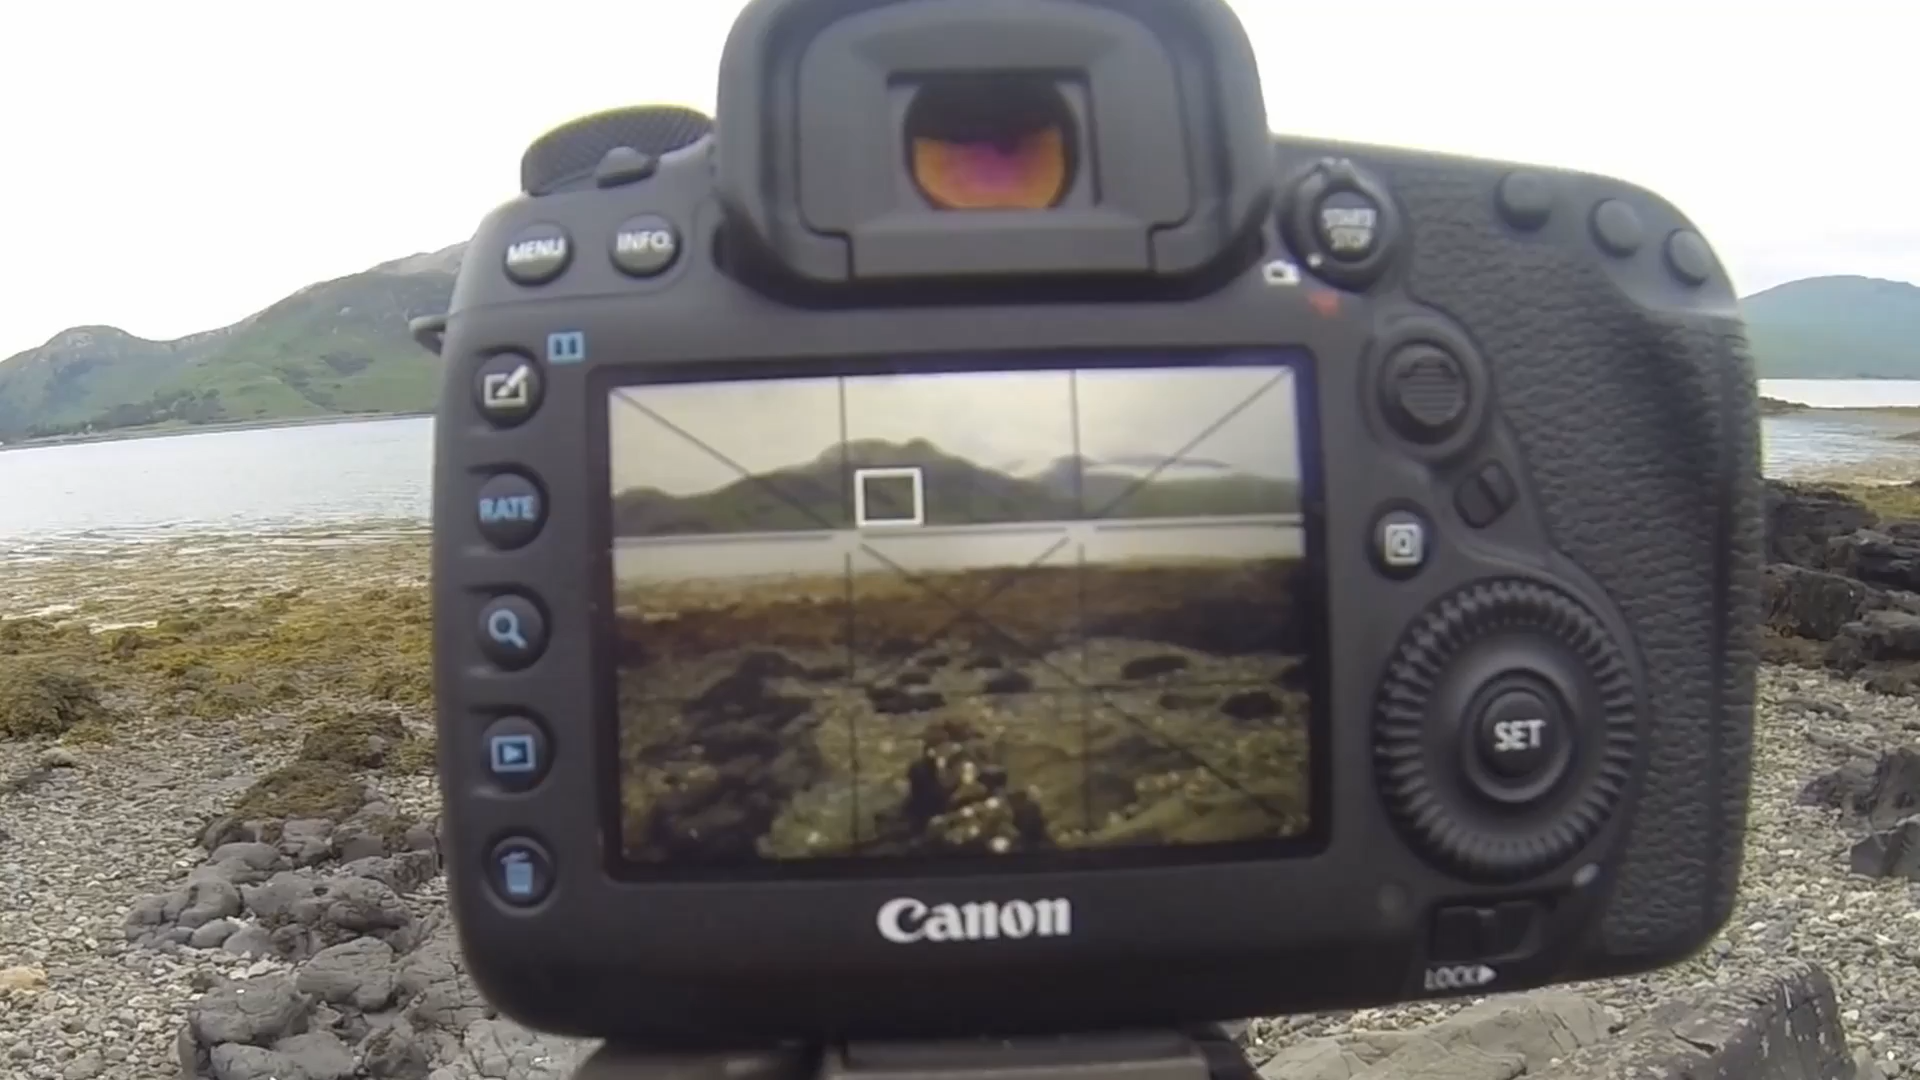 MENU
INFO.
START/
STOP
RATE
SET
Canon
LOCK▶